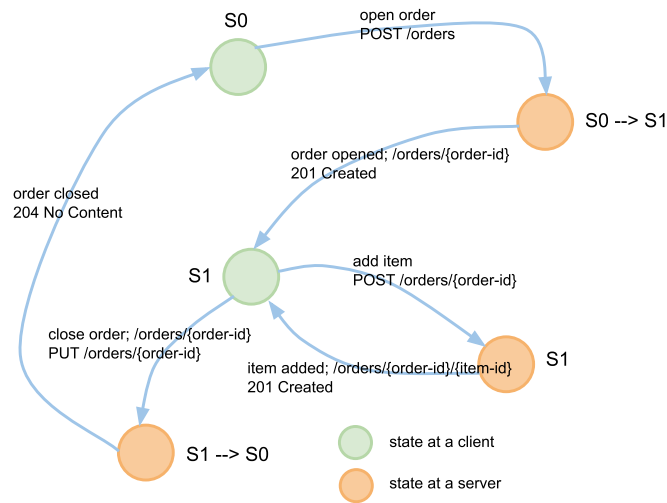 S0
open order
POST /orders
S0 --> S1
order opened; /orders/{order-id}
201 Created
order closed
204 No Content
S1
add item
POST /orders/{order-id}
close order; /orders/{order-id}
PUT /orders/{order-id}
item added; /orders/{order-id}/{item-id}
201 Created
S1
S1 --> S0
state at a client
state at a server